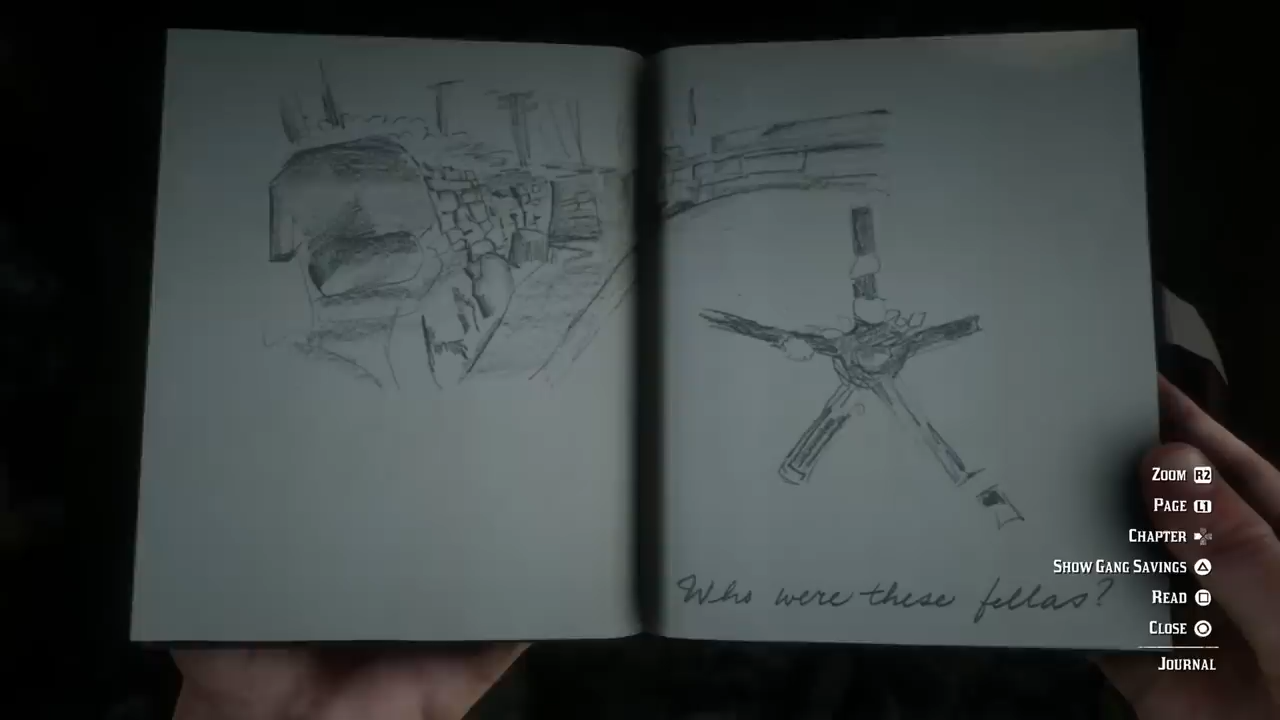 Who were these fellas?
ZOOM R2
PAGE L1
CHAPTER
SHOW GANG SAVINGS
READ
CLOSE
JOURNAL